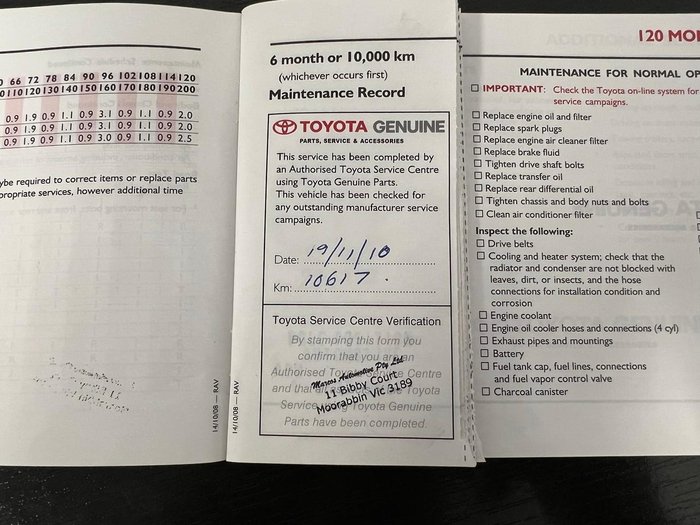 66 72 78 84 90 96 102 108 114 120
110 120 130 140 150 160 170 180 190 200
0.9 1.9 0.9 1.1 0.9 3.1 0.9 1.1 0.9 2.0
0.9 1.9 0.9 1.1 0.9 3.1 0.9 1.1 0.9 2.0
0.9 1.9 0.9 1.1 0.9 3.0 0.9 1.1 0.9 2.5
ybe required to correct items or replace parts
propriate services, however additional time
14/10/08 — RAV
6 month or 10,000 km
(whichever occurs first)
Maintenance Record
TOYOTA GENUINE
PARTS, SERVICE & ACCESSORIES
This service has been completed by
an Authorised Toyota Service Centre
using Toyota Genuine Parts.
This vehicle has been checked for
any outstanding manufacturer service
campaigns.
Date: 19/11/10
Km: 10617
Toyota Service Centre Verification
By stamping this form you
confirm that you are an
Authorised Toyota Service Centre
and that all Toyota
Service Toyota Genuine
Parts have been completed.
Marcos Automotive Pty Ltd
11 Bibby Court
Moorabbin Vic 3189
14/10/08 — RAV
120 MO
MAINTENANCE FOR NORMAL OP
IMPORTANT: Check the Toyota on-line system for
service campaigns.
Replace engine oil and filter
Replace spark plugs
Replace engine air cleaner filter
Replace brake fluid
Tighten drive shaft bolts
Replace transfer oil
Replace rear differential oil
Tighten chassis and body nuts and bolts
Clean air conditioner filter
Inspect the following:
Drive belts
Cooling and heater system; check that the
radiator and condenser are not blocked with
leaves, dirt, or insects, and the hose
connections for installation condition and
corrosion
Engine coolant
Engine oil cooler hoses and connections (4 cyl)
Exhaust pipes and mountings
Battery
Fuel tank cap, fuel lines, connections
and fuel vapor control valve
Charcoal canister